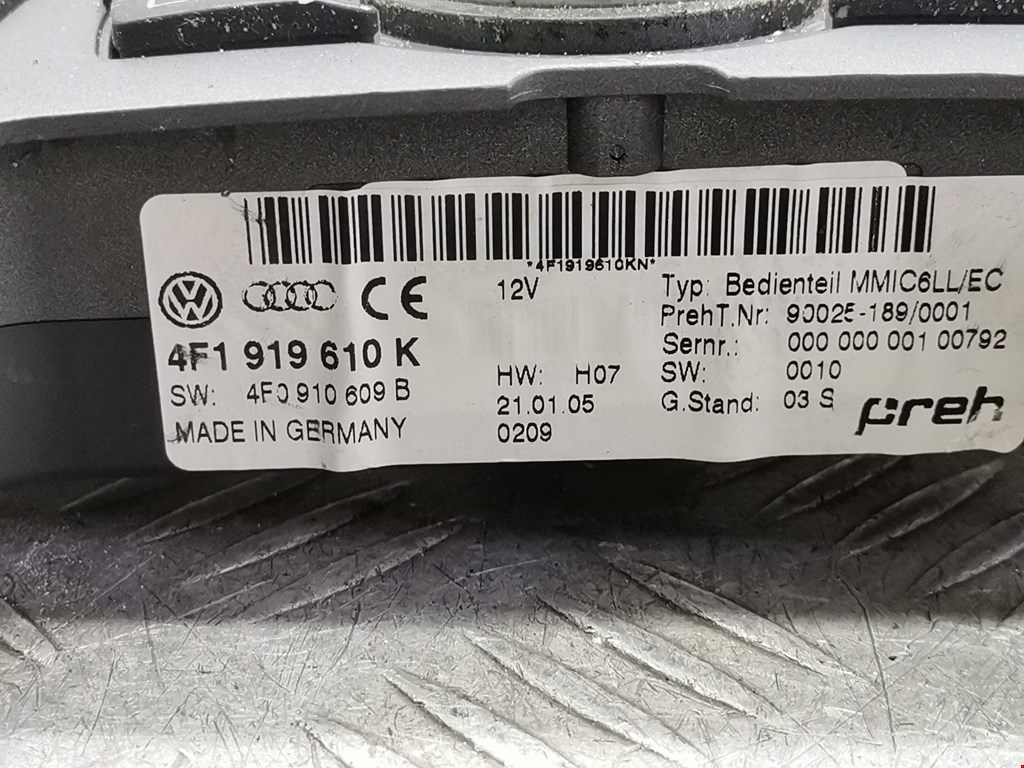 *4F1919610KN*
CE
12V
Typ: Bedienteil MMIC6LL/EC
PrehT.Nr: 90025-189/0001
4F1 919 610 K
Sernr.: 000 000 001 00792
SW: 4F0 910 609 B
HW: H07
SW: 0010
21.01.05
G.Stand: 03 S
MADE IN GERMANY
0209
preh